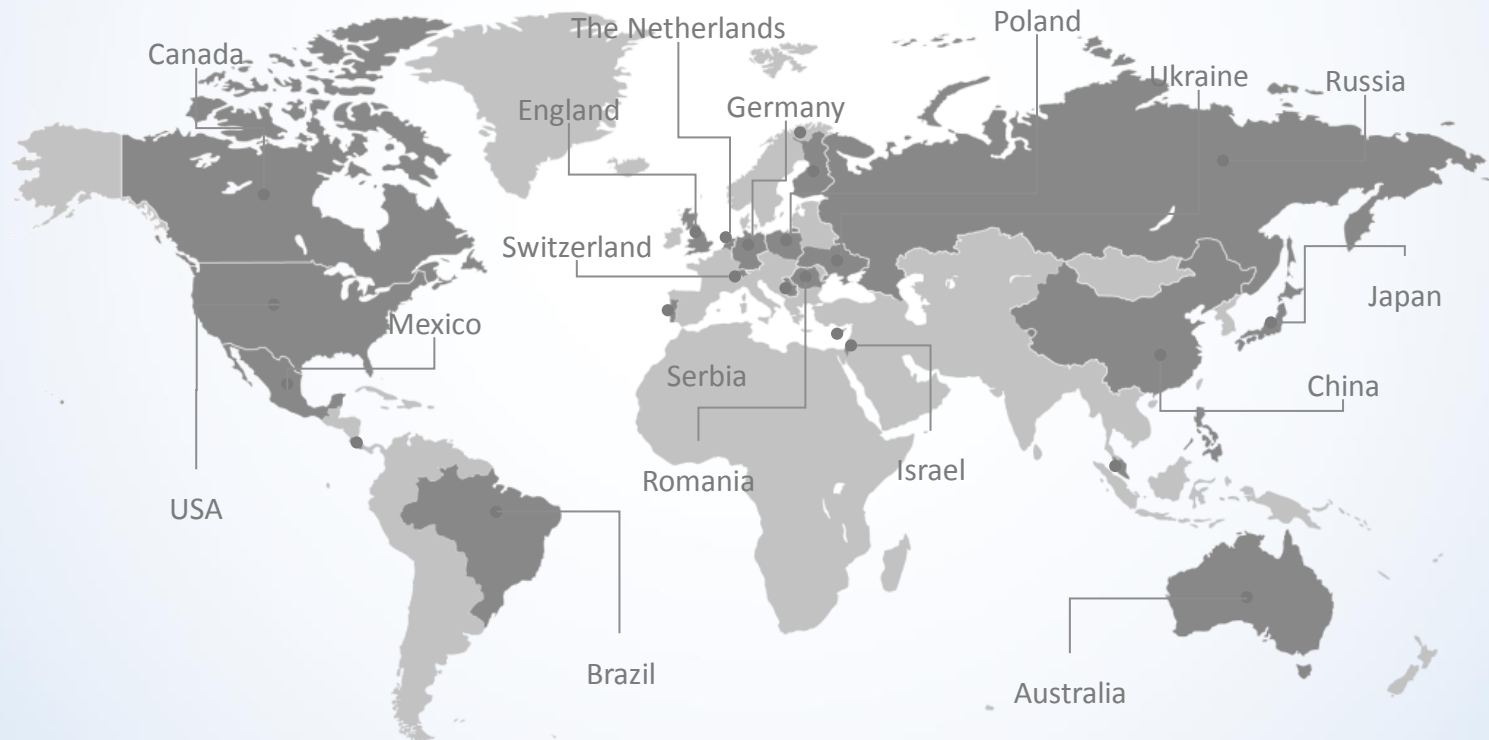 The Netherlands
Poland
Canada
Ukraine
Russia
England
Germany
Switzerland
Japan
Mexico
Serbia
China
Israel
Romania
USA
Brazil
Australia